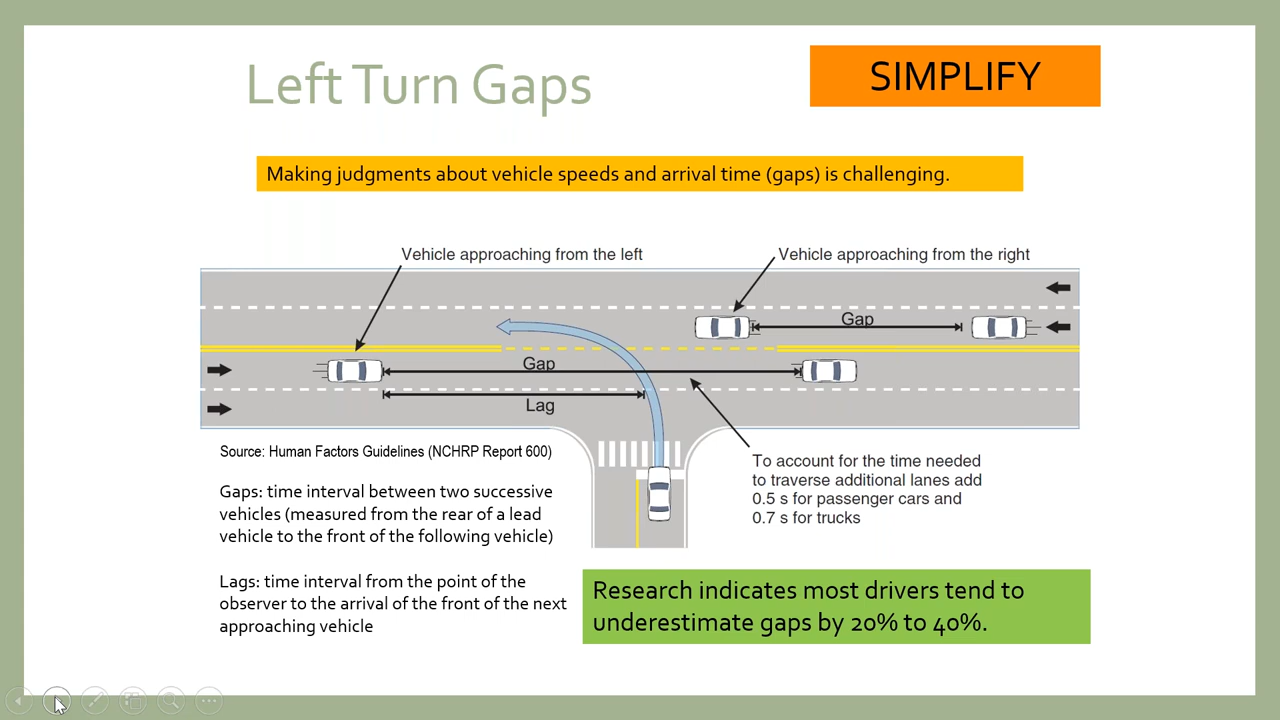 Left Turn Gaps
SIMPLIFY
Making judgments about vehicle speeds and arrival time (gaps) is challenging.
Vehicle approaching from the left
Vehicle approaching from the right
Gap
Gap
Lag
Source: Human Factors Guidelines (NCHRP Report 600)
To account for the time needed
to traverse additional lanes add
0.5 s for passenger cars and
0.7 s for trucks
Gaps: time interval between two successive
vehicles (measured from the rear of a lead
vehicle to the front of the following vehicle)
Lags: time interval from the point of the
observer to the arrival of the front of the next
approaching vehicle
Research indicates most drivers tend to
underestimate gaps by 20% to 40%.